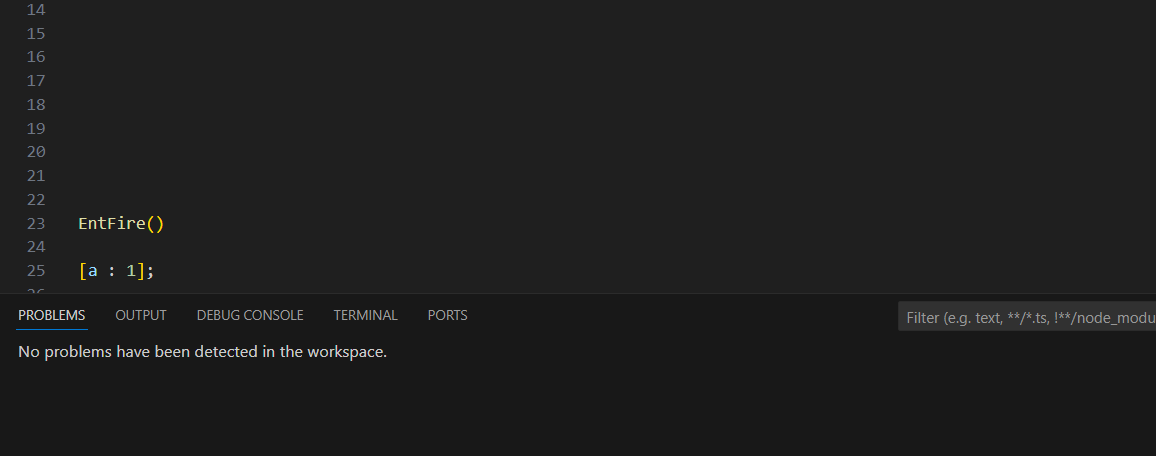 14
15
16
17
18
19
20
21
22
23 EntFire()
24
25 [a : 1];
26
PROBLEMS OUTPUT DEBUG CONSOLE TERMINAL PORTS Filter (e.g. text, **/*.ts, !**/node_modu
No problems have been detected in the workspace.